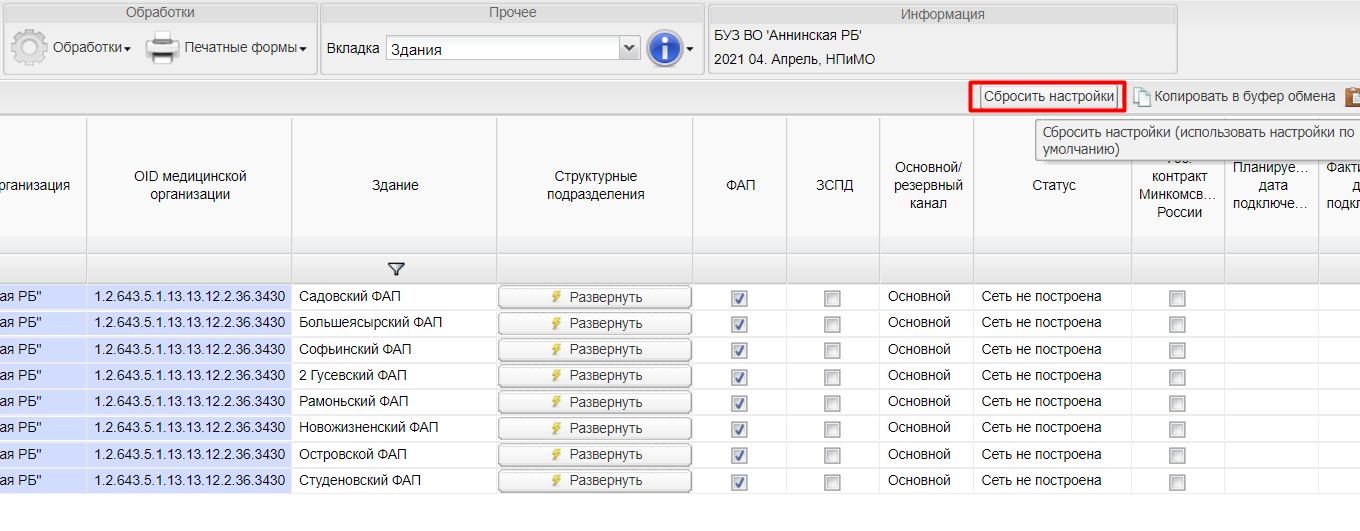 Обработки
Прочее
Информация
Обработки
Печатные формы
Вкладка
Здания
БУЗ ВО 'Аннинская РБ'
2021 04. Апрель, НПиМО
Сбросить настройки
Копировать в буфер обмена
Сбросить настройки (использовать настройки по
умолчанию)
рганизация
OID медицинской
организации
Здание
Структурные
подразделения
ФАП
ЗСПД
Основной/
резервный
канал
Статус
контракт
Минкомсв...
России
Планируе...
дата
подключе...
Факти
д
подкл
ая РБ" 1.2.643.5.1.13.13.12.2.36.3430 Садовский ФАП Развернуть Основной Сеть не построена
ая РБ" 1.2.643.5.1.13.13.12.2.36.3430 Большеясырский ФАП Развернуть Основной Сеть не построена
ая РБ" 1.2.643.5.1.13.13.12.2.36.3430 Софьинский ФАП Развернуть Основной Сеть не построена
ая РБ" 1.2.643.5.1.13.13.12.2.36.3430 2 Гусевский ФАП Развернуть Основной Сеть не построена
ая РБ" 1.2.643.5.1.13.13.12.2.36.3430 Рамоньский ФАП Развернуть Основной Сеть не построена
ая РБ" 1.2.643.5.1.13.13.12.2.36.3430 Новожизненский ФАП Развернуть Основной Сеть не построена
ая РБ" 1.2.643.5.1.13.13.12.2.36.3430 Островской ФАП Развернуть Основной Сеть не построена
ая РБ" 1.2.643.5.1.13.13.12.2.36.3430 Студеновский ФАП Развернуть Основной Сеть не построена